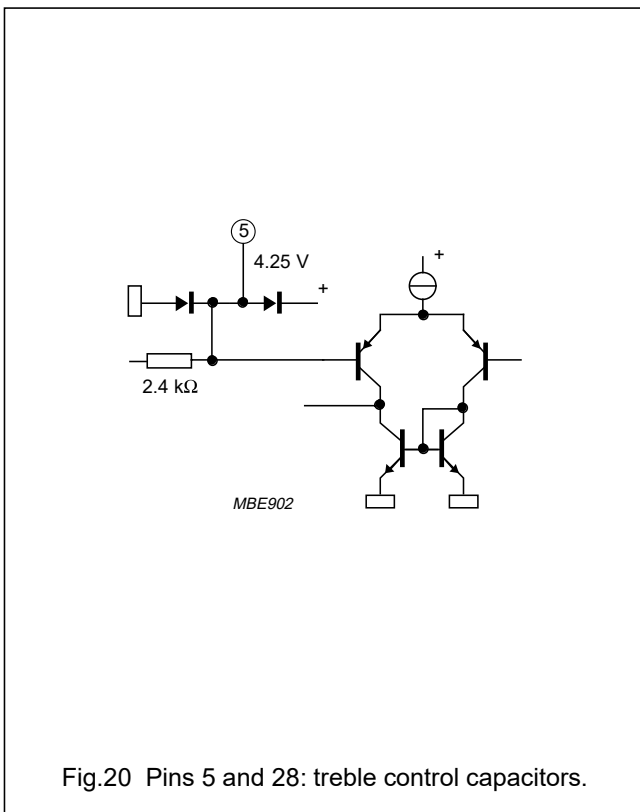 5
4.25 V
+
+
2.4 kΩ
MBE902
Fig.20 Pins 5 and 28: treble control capacitors.